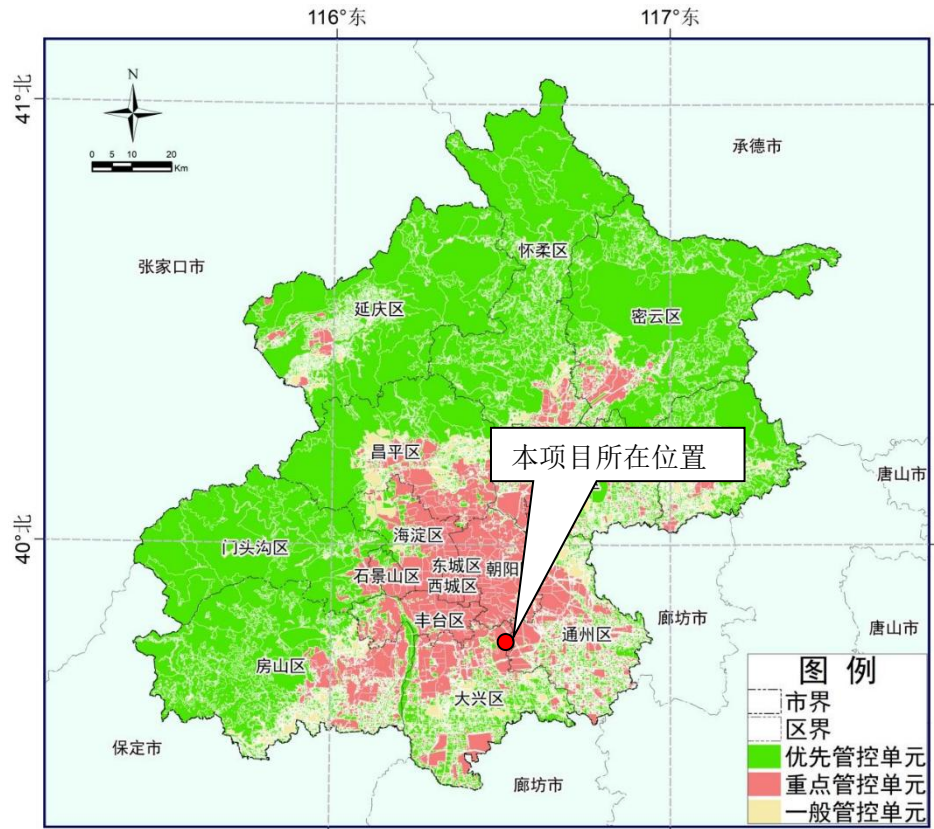 116°东
117°东
41°北
N
0 5 10 20
Km
承德市
怀柔区
张家口市
延庆区
密云区
本项目所在位置
昌平区
唐山市
40°北
海淀区
门头沟区
东城区
朝阳
石景山区
西城区
丰台区
通州区
廊坊市
唐山市
房山区
大兴区
保定市
廊坊市
图 例
市界
区界
优先管控单元
重点管控单元
一般管控单元